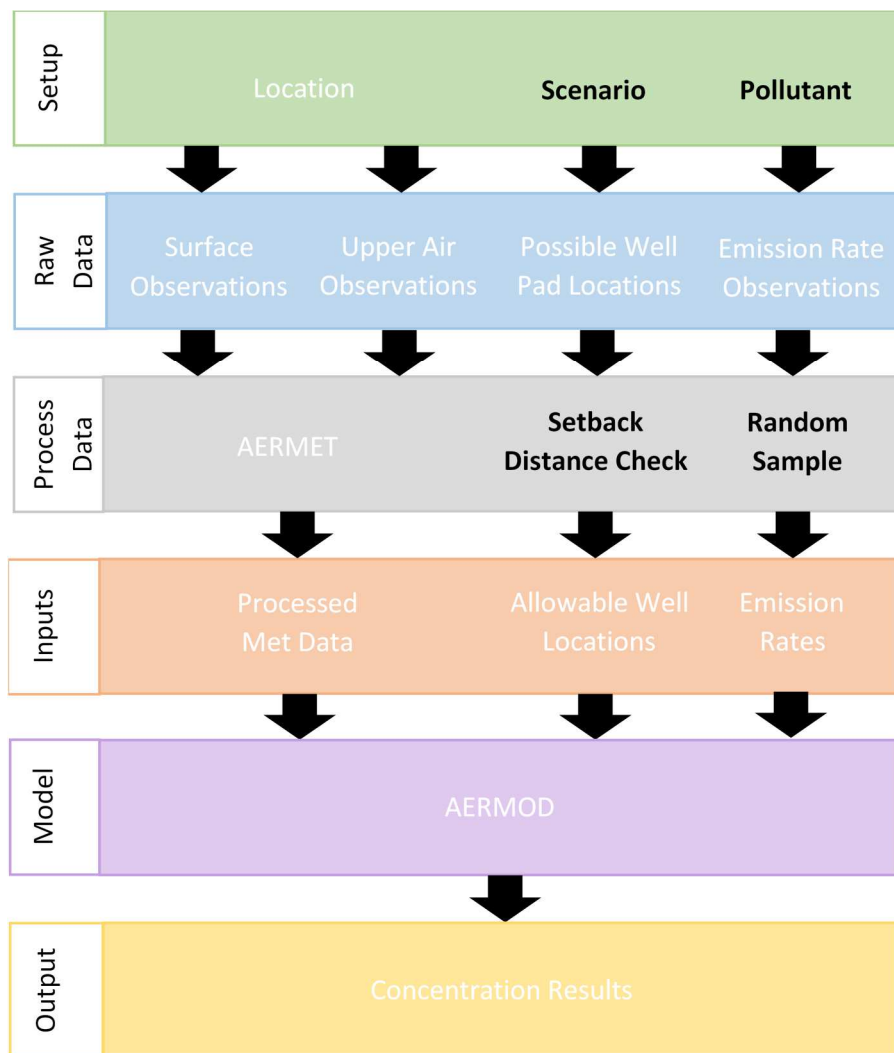 Setup
Location
Scenario
Pollutant
Raw
Data
Surface
Observations
Upper Air
Observations
Possible Well
Pad Locations
Emission Rate
Observations
Process
Data
AERMET
Setback
Distance Check
Random
Sample
Inputs
Processed
Met Data
Allowable Well
Locations
Emission
Rates
Model
AERMOD
Output
Concentration Results